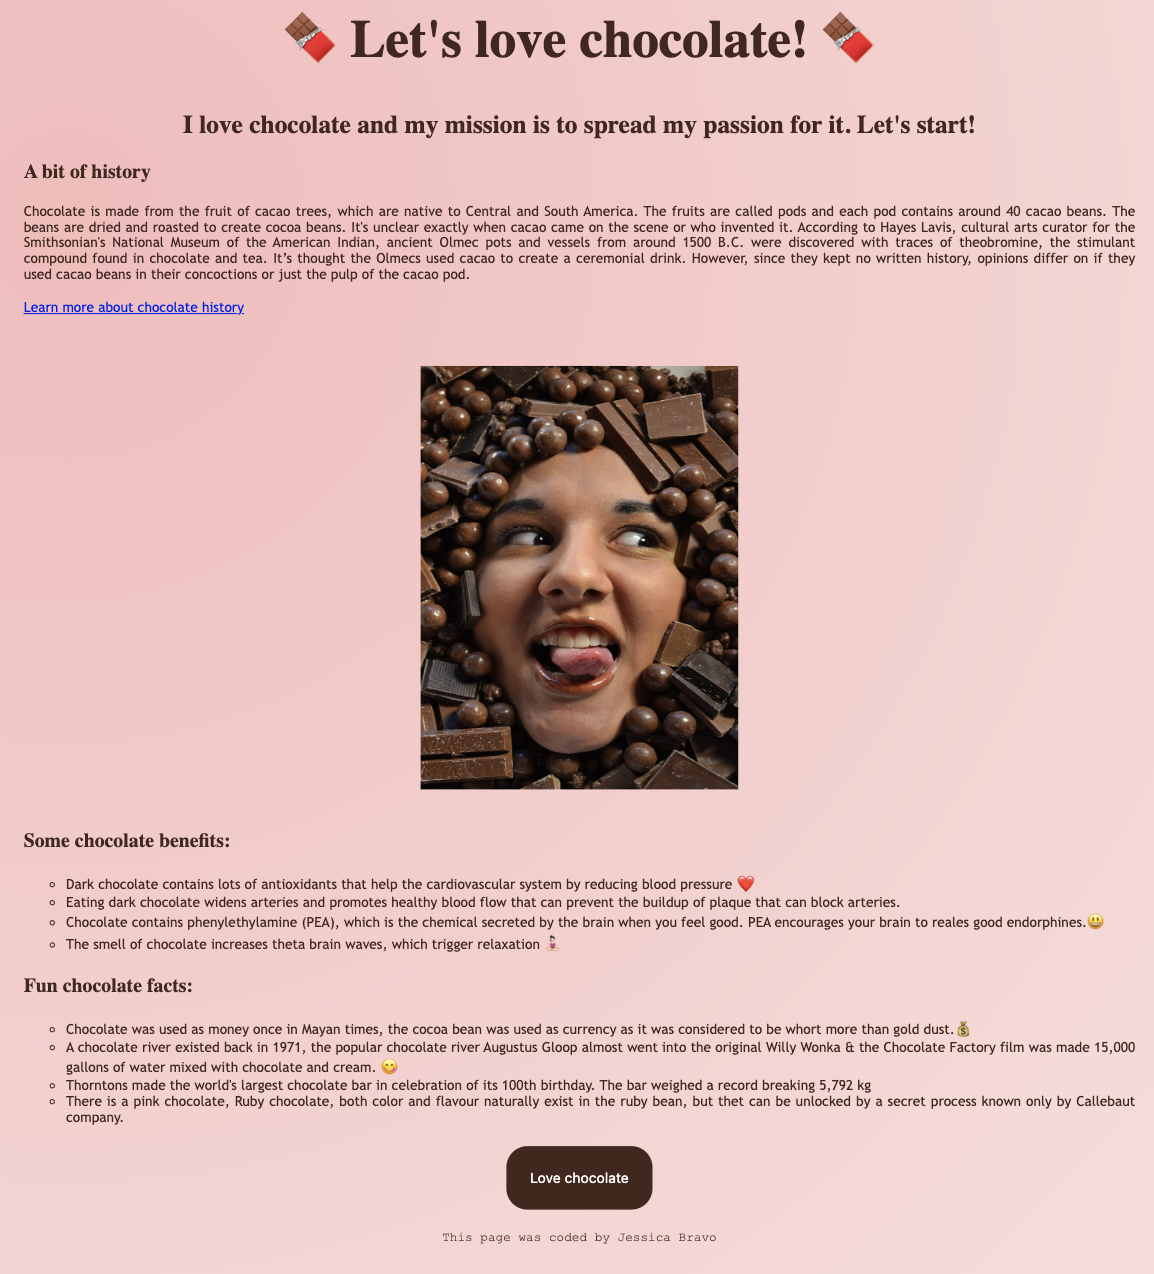 🍫 Let's love chocolate! 🍫
I love chocolate and my mission is to spread my passion for it. Let's start!
A bit of history
Chocolate is made from the fruit of cacao trees, which are native to Central and South America. The fruits are called pods and each pod contains around 40 cacao beans. The
beans are dried and roasted to create cocoa beans. It's unclear exactly when cacao came on the scene or who invented it. According to Hayes Lavis, cultural arts curator for the
Smithsonian's National Museum of the American Indian, ancient Olmec pots and vessels from around 1500 B.C. were discovered with traces of theobromine, the stimulant
compound found in chocolate and tea. It’s thought the Olmecs used cacao to create a ceremonial drink. However, since they kept no written history, opinions differ on if they
used cacao beans in their concoctions or just the pulp of the cacao pod.
Learn more about chocolate history
Some chocolate benefits:
Dark chocolate contains lots of antioxidants that help the cardiovascular system by reducing blood pressure ❤️
Eating dark chocolate widens arteries and promotes healthy blood flow that can prevent the buildup of plaque that can block arteries.
Chocolate contains phenylethylamine (PEA), which is the chemical secreted by the brain when you feel good. PEA encourages your brain to reales good endorphines.😃
The smell of chocolate increases theta brain waves, which trigger relaxation 🧘🏻‍♀️
Fun chocolate facts:
Chocolate was used as money once in Mayan times, the cocoa bean was used as currency as it was considered to be whort more than gold dust.💰
A chocolate river existed back in 1971, the popular chocolate river Augustus Gloop almost went into the original Willy Wonka & the Chocolate Factory film was made 15,000
gallons of water mixed with chocolate and cream. 😋
Thorntons made the world's largest chocolate bar in celebration of its 100th birthday. The bar weighed a record breaking 5,792 kg
There is a pink chocolate, Ruby chocolate, both color and flavour naturally exist in the ruby bean, but thet can be unlocked by a secret process known only by Callebaut
company.
Love chocolate
This page was coded by Jessica Bravo